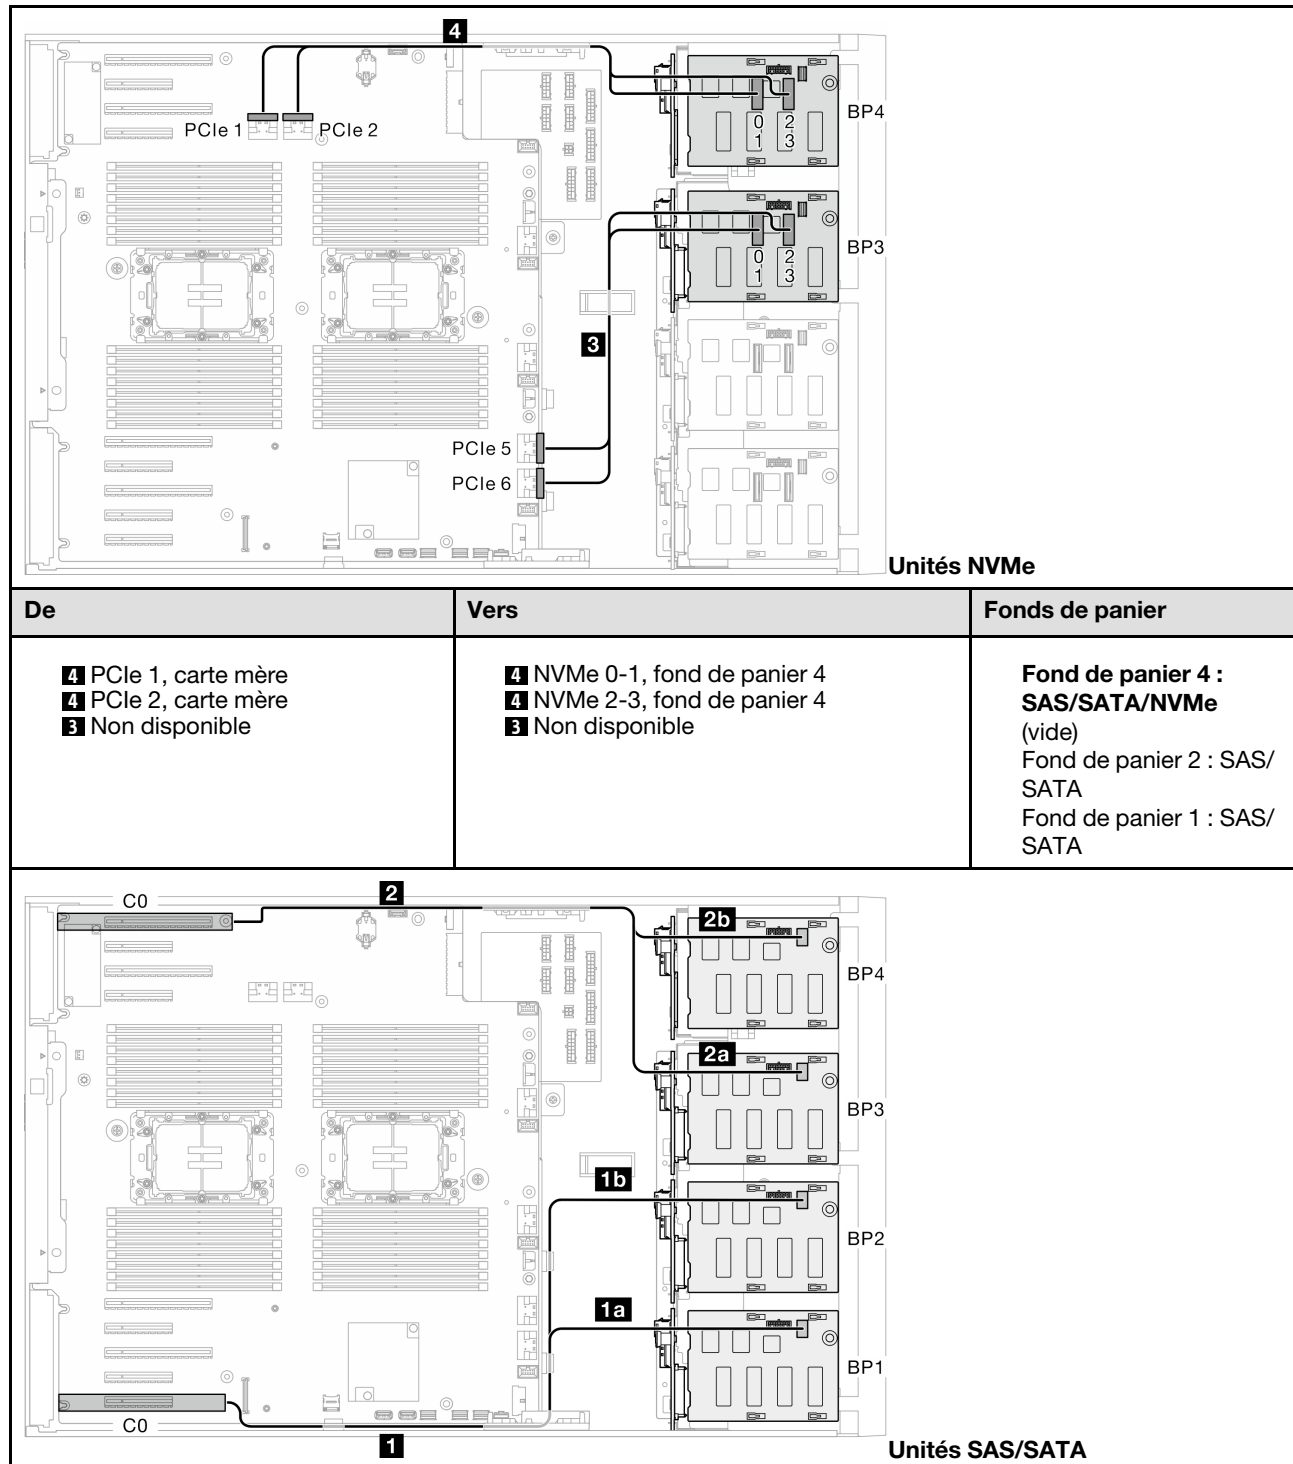 4
PCIe 1
PCIe 2
BP4
0 2
1 3
BP3
0 2
1 3
3
PCIe 5
PCIe 6
Unités NVMe
De
Vers
Fonds de panier
4 PCIe 1, carte mère
4 PCIe 2, carte mère
3 Non disponible
4 NVMe 0-1, fond de panier 4
4 NVMe 2-3, fond de panier 4
3 Non disponible
Fond de panier 4 :
SAS/SATA/NVMe
(vide)
Fond de panier 2 : SAS/
SATA
Fond de panier 1 : SAS/
SATA
C0
2
2b
BP4
2a
BP3
1b
BP2
1a
BP1
C0
1
Unités SAS/SATA